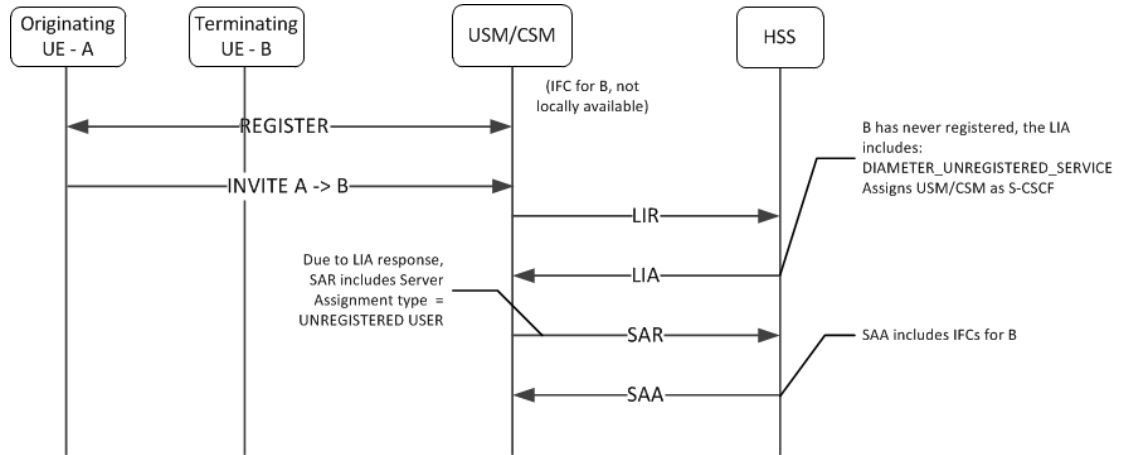 Originating
UE - A
Terminating
UE - B
USM/CSM
HSS
(IFC for B, not
locally available)
REGISTER
B has never registered, the LIA
includes:
DIAMETER_UNREGISTERED_SERVICE
Assigns USM/CSM as S-CSCF
INVITE A -> B
LIR
Due to LIA response,
SAR includes Server
Assignment type =
UNREGISTERED USER
LIA
SAR
SAA includes IFCs for B
SAA